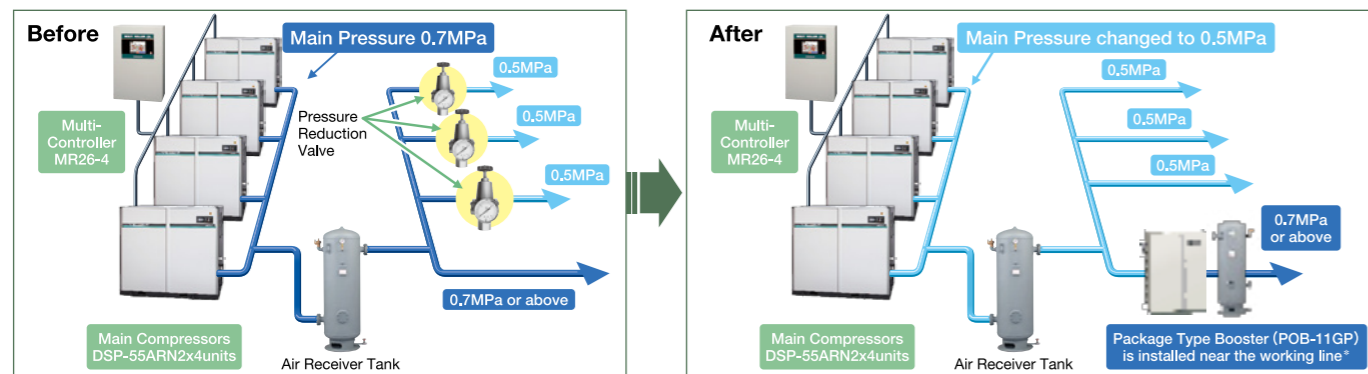 Before
Main Pressure 0.7MPa
0.5MPa
Multi-
Controller
MR26-4
Pressure
Reduction
Valve
0.5MPa
0.5MPa
0.7MPa or above
Main Compressors
DSP-55ARN2x4units
Air Receiver Tank
After
Main Pressure changed to 0.5MPa
0.5MPa
Multi-
Controller
MR26-4
0.5MPa
0.5MPa
0.7MPa
or above
Main Compressors
DSP-55ARN2x4units
Air Receiver Tank
Package Type Booster (POB-11GP)
is installed near the working line*